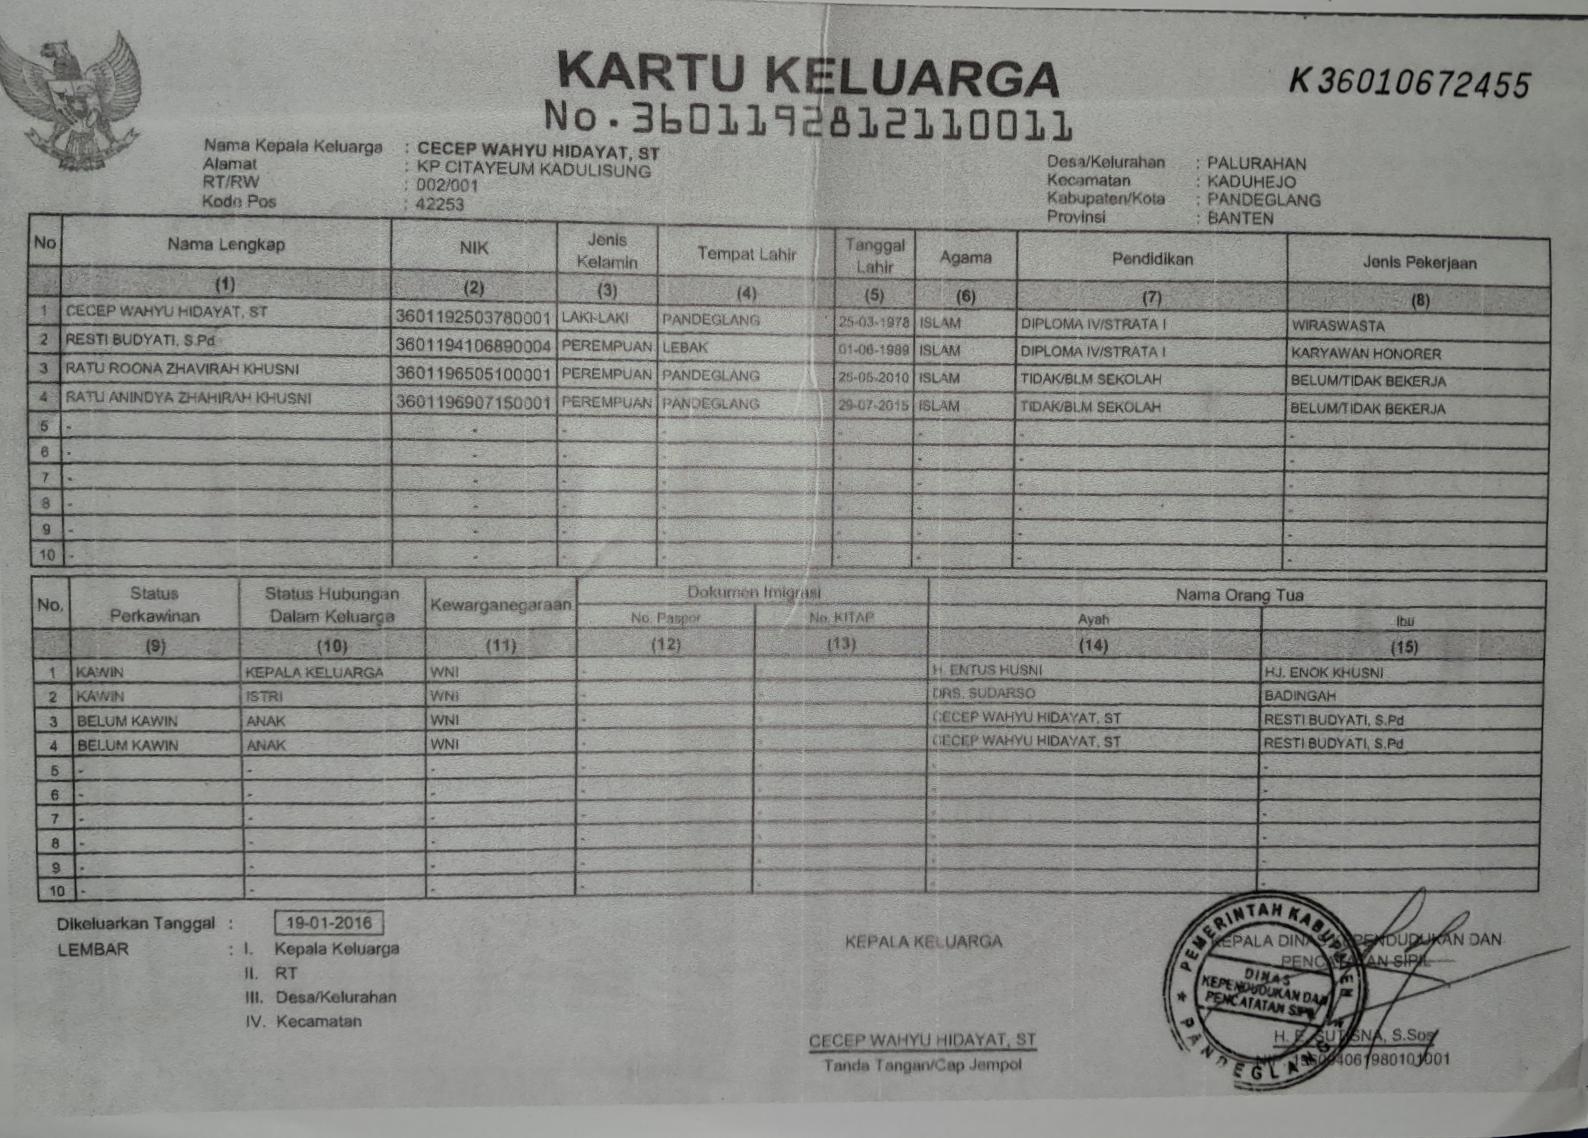 KARTU KELUARGA
K36010672455
No.3601192812110011
Nama Kepala Keluarga : CECEP WAHYU HIDAYAT, ST
Alamat : KP CITAYEUM KADULISUNG
RT/RW : 002/001
Kode Pos : 42253
Desa/Kelurahan : PALURAHAN
Kecamatan : KADUHEJO
Kabupaten/Kota : PANDEGLANG
Provinsi : BANTEN
No Nama Lengkap NIK Jenis Kelamin Tempat Lahir Tanggal Lahir Agama Pendidikan Jenis Pekerjaan
(1) (2) (3) (4) (5) (6) (7) (8)
1 CECEP WAHYU HIDAYAT, ST 3601192503780001 LAKI-LAKI PANDEGLANG 25-03-1978 ISLAM DIPLOMA IV/STRATA I WIRASWASTA
2 RESTI BUDYATI, S.Pd 3601194106890004 PEREMPUAN LEBAK 01-06-1989 ISLAM DIPLOMA IV/STRATA I KARYAWAN HONORER
3 RATU ROONA ZHAVIRAH KHUSNI 3601196505100001 PEREMPUAN PANDEGLANG 25-05-2010 ISLAM TIDAK/BLM SEKOLAH BELUM/TIDAK BEKERJA
4 RATU ANINDYA ZHAHIRAH KHUSNI 3601196907150001 PEREMPUAN PANDEGLANG 29-07-2015 ISLAM TIDAK/BLM SEKOLAH BELUM/TIDAK BEKERJA
5 - - - - - - - -
6 - - - - - - - -
7 - - - - - - - -
8 - - - - - - - -
9 - - - - - - - -
10 - - - - - - - -
No. Status Perkawinan Status Hubungan Dalam Keluarga Kewarganegaraan Dokumen Imigrasi Nama Orang Tua
No. Paspor No. KITAP Ayah Ibu
(9) (10) (11) (12) (13) (14) (15)
1 KAWIN KEPALA KELUARGA WNI - - H. ENTUS HUSNI HJ. ENOK KHUSNI
2 KAWIN ISTRI WNI - - DRS. SUDARSO BADINGAH
3 BELUM KAWIN ANAK WNI - - CECEP WAHYU HIDAYAT, ST RESTI BUDYATI, S.Pd
4 BELUM KAWIN ANAK WNI - - CECEP WAHYU HIDAYAT, ST RESTI BUDYATI, S.Pd
5 - - - - - - -
6 - - - - - - -
7 - - - - - - -
8 - - - - - - -
9 - - - - - - -
10 - - - - - - -
Dikeluarkan Tanggal : 19-01-2016
LEMBAR : I. Kepala Keluarga
II. RT
III. Desa/Kelurahan
IV. Kecamatan
KEPALA KELUARGA
CECEP WAHYU HIDAYAT, ST
Tanda Tangan/Cap Jempol
KEPALA DINAS KEPENDUDUKAN DAN
PENCATATAN SIPIL
PEMERINTAH KABUPATEN
DINAS
KEPENDUDUKAN DAN
PENCATATAN SIPIL
PANDEGLANG
H. E. SUTISNA, S.Sos